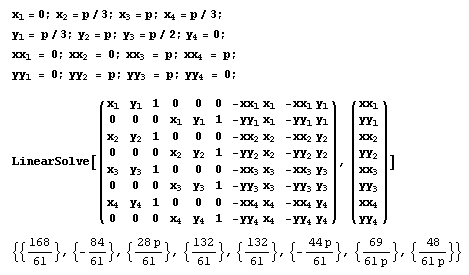 x₁ = 0; x₂ = p / 3; x₃ = p; x₄ = p / 3;
y₁ = p / 3; y₂ = p; y₃ = p / 2; y₄ = 0;
xx₁ = 0; xx₂ = 0; xx₃ = p; xx₄ = p;
yy₁ = 0; yy₂ = p; yy₃ = p; yy₄ = 0;
x₁ y₁ 1 0 0 0 -xx₁ x₁ -xx₁ y₁ xx₁
0 0 0 x₁ y₁ 1 -yy₁ x₁ -yy₁ y₁ yy₁
x₂ y₂ 1 0 0 0 -xx₂ x₂ -xx₂ y₂ xx₂
0 0 0 x₂ y₂ 1 -yy₂ x₂ -yy₂ y₂ yy₂
LinearSolve[ , ]
x₃ y₃ 1 0 0 0 -xx₃ x₃ -xx₃ y₃ xx₃
0 0 0 x₃ y₃ 1 -yy₃ x₃ -yy₃ y₃ yy₃
x₄ y₄ 1 0 0 0 -xx₄ x₄ -xx₄ y₄ xx₄
0 0 0 x₄ y₄ 1 -yy₄ x₄ -yy₄ y₄ yy₄
{{168/61}, {-84/61}, {28 p/61}, {132/61}, {132/61}, {-44 p/61}, {69/61 p}, {48/61 p}}